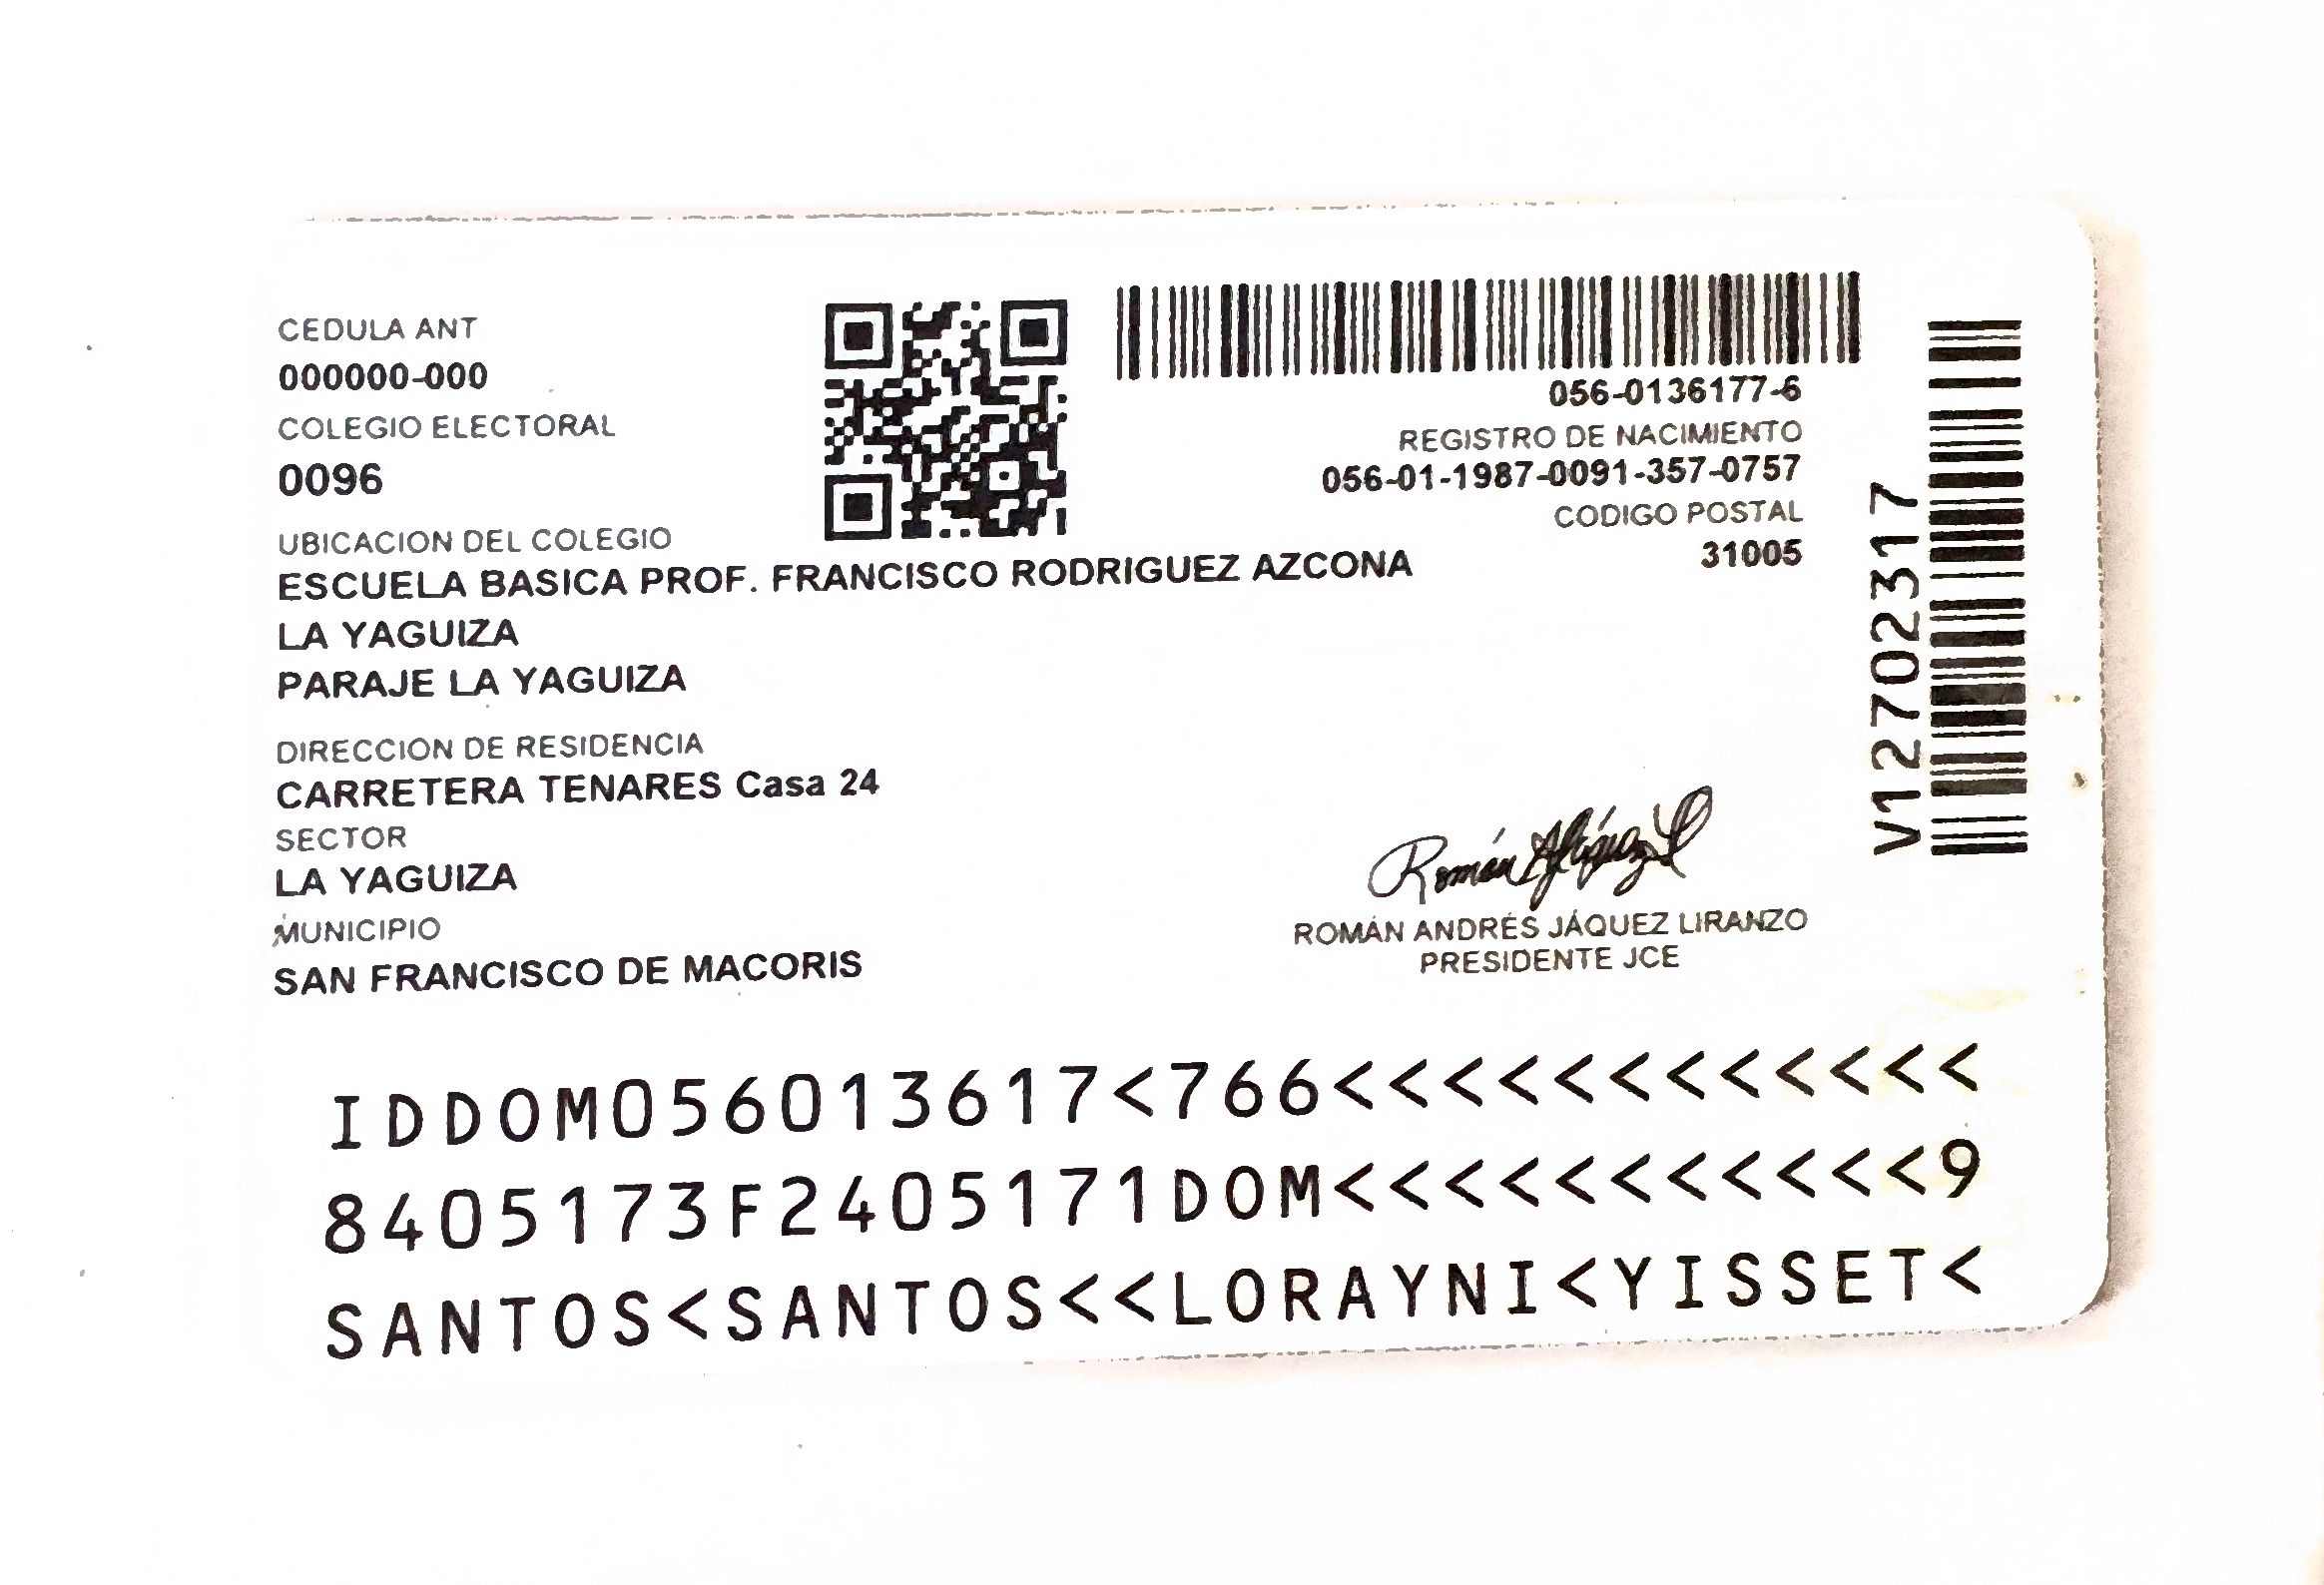 CEDULA ANT
000000-000
COLEGIO ELECTORAL
0096
UBICACION DEL COLEGIO
ESCUELA BASICA PROF. FRANCISCO RODRIGUEZ AZCONA
LA YAGUIZA
PARAJE LA YAGUIZA
DIRECCION DE RESIDENCIA
CARRETERA TENARES Casa 24
SECTOR
LA YAGUIZA
MUNICIPIO
SAN FRANCISCO DE MACORIS
056-0136177-6
REGISTRO DE NACIMIENTO
056-01-1987-0091-357-0757
CODIGO POSTAL
31005
V12702317
ROMÁN ANDRÉS JÁQUEZ LIRANZO
PRESIDENTE JCE
IDDOM056013617<766<<<<<<<<<<<<
8405173F2405171DOM<<<<<<<<<<<9
SANTOS<SANTOS<<LORAYNI<YISSET<